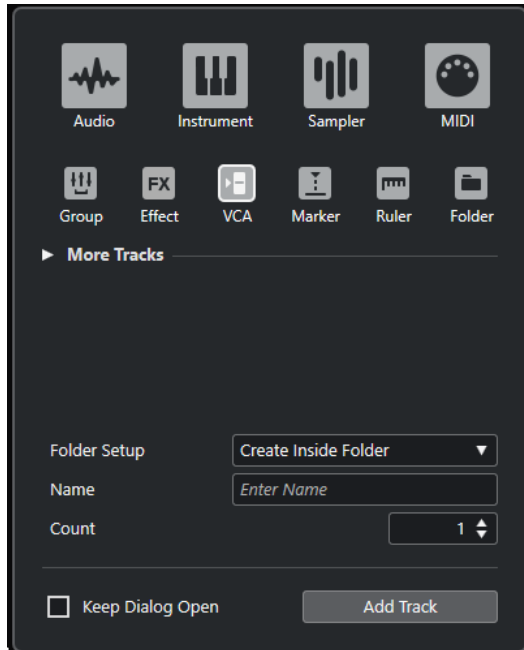 Audio Instrument Sampler MIDI
FX
Group Effect VCA Marker Ruler Folder
More Tracks
Folder Setup Create Inside Folder
Name Enter Name
Count 1
Keep Dialog Open Add Track